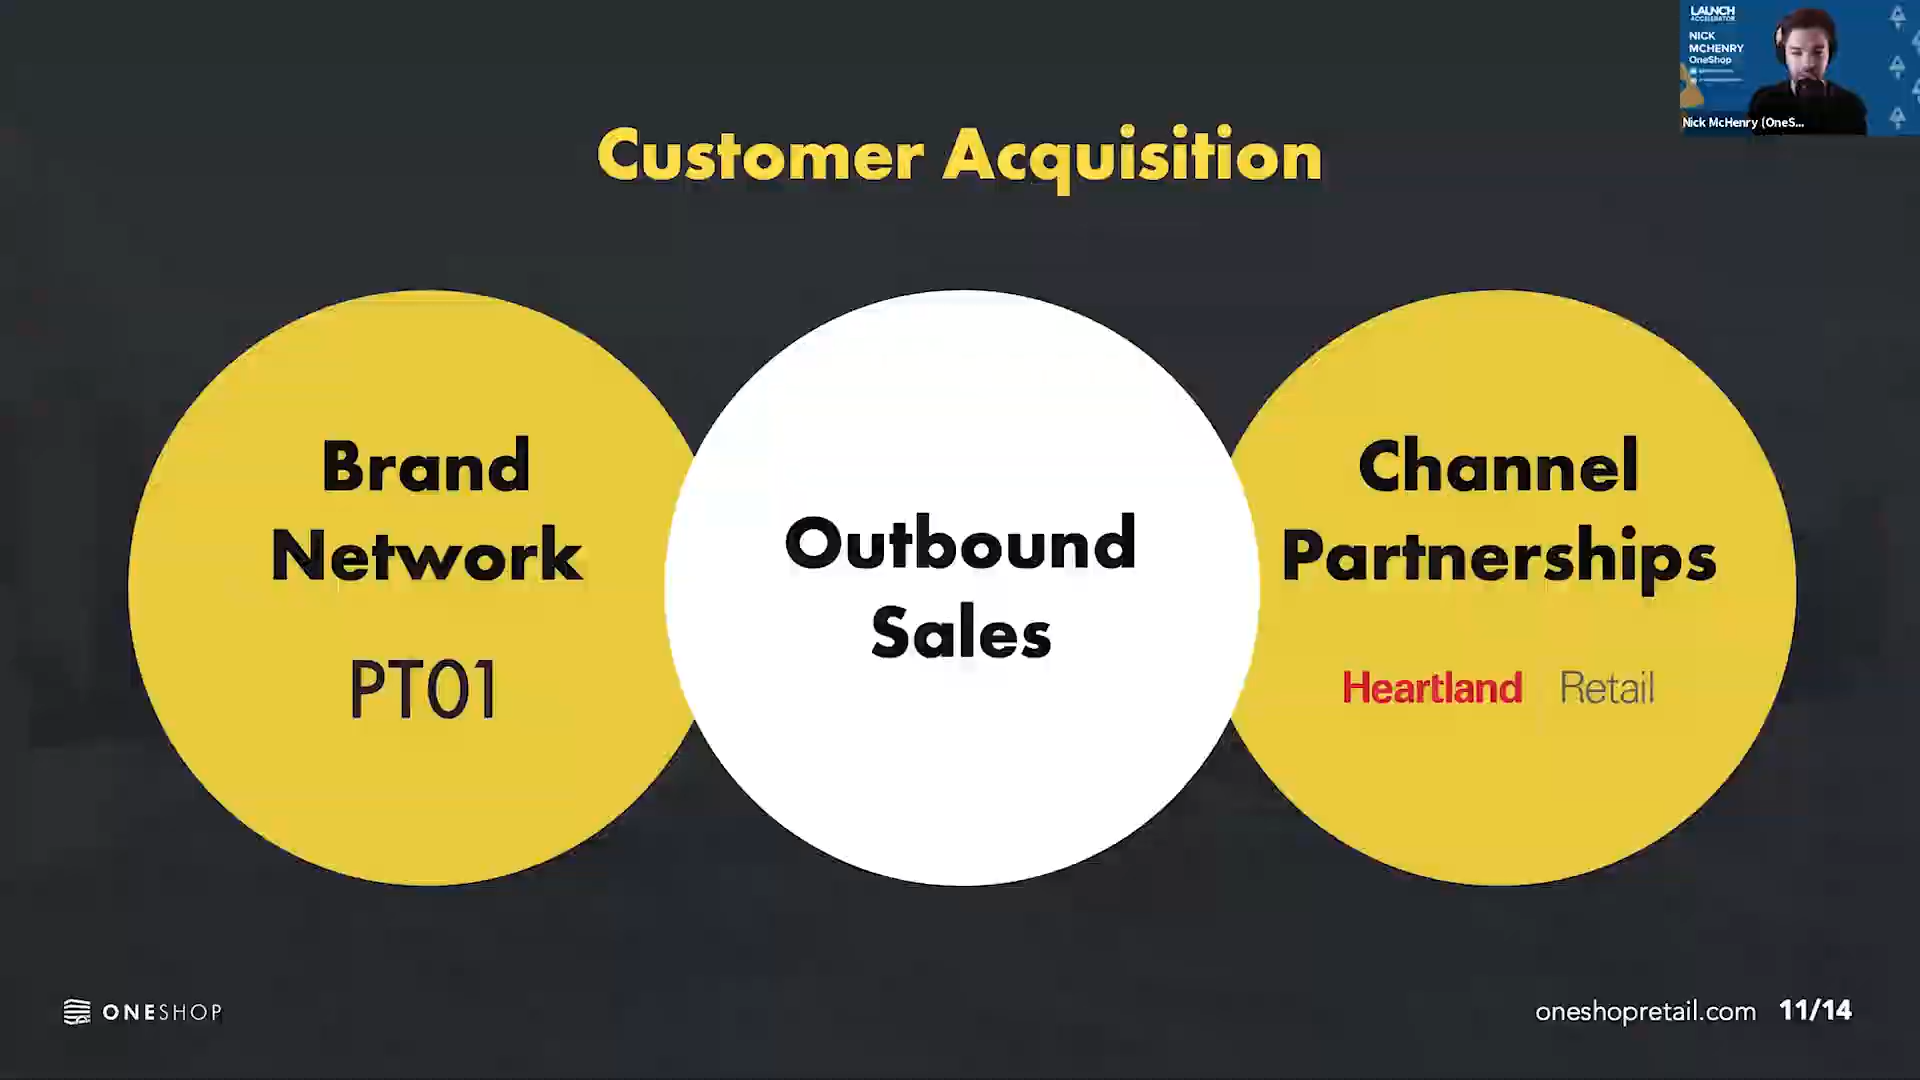 LAUNCH
ACCELERATOR
NICK
MCHENRY
OneShop
Nick McHenry (OneS...
Customer Acquisition
Brand
Network
PT01
Outbound
Sales
Channel
Partnerships
Heartland Retail
ONESHOP
oneshopretail.com 11/14